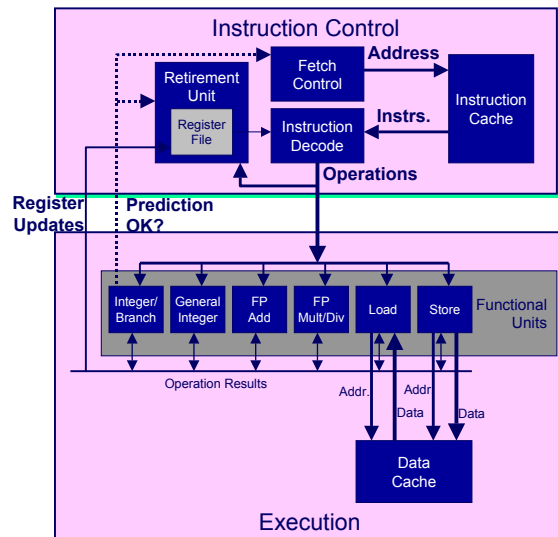 Instruction Control
Address
Fetch
Control
Retirement
Unit
Register
File
Instruction
Cache
Instrs.
Instruction
Decode
Operations
Register
Updates
Prediction
OK?
Integer/
Branch
General
Integer
FP
Add
FP
Mult/Div
Load
Store
Functional
Units
Operation Results
Addr.
Addr.
Data
Data
Data
Cache
Execution